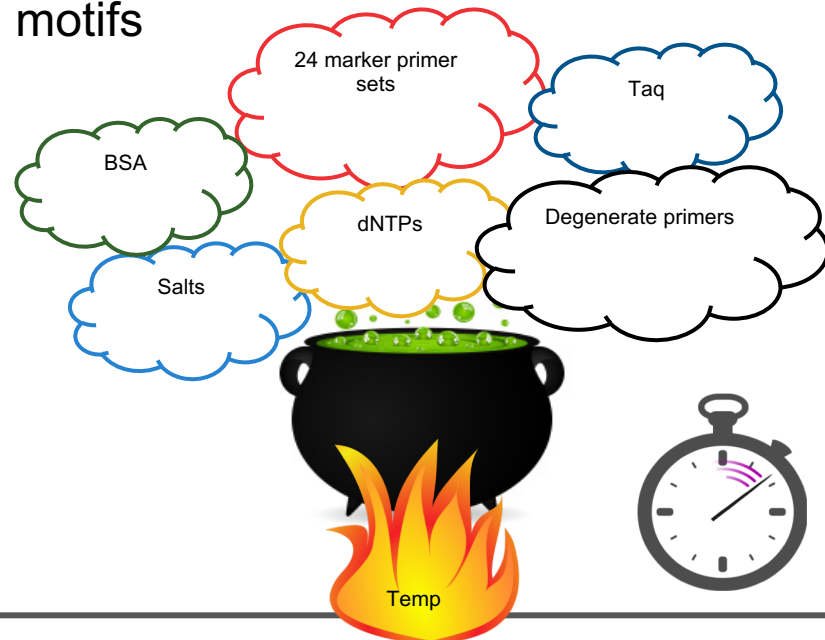 motifs
24 marker primer
sets
Taq
BSA
dNTPs
Degenerate primers
Salts
Temp